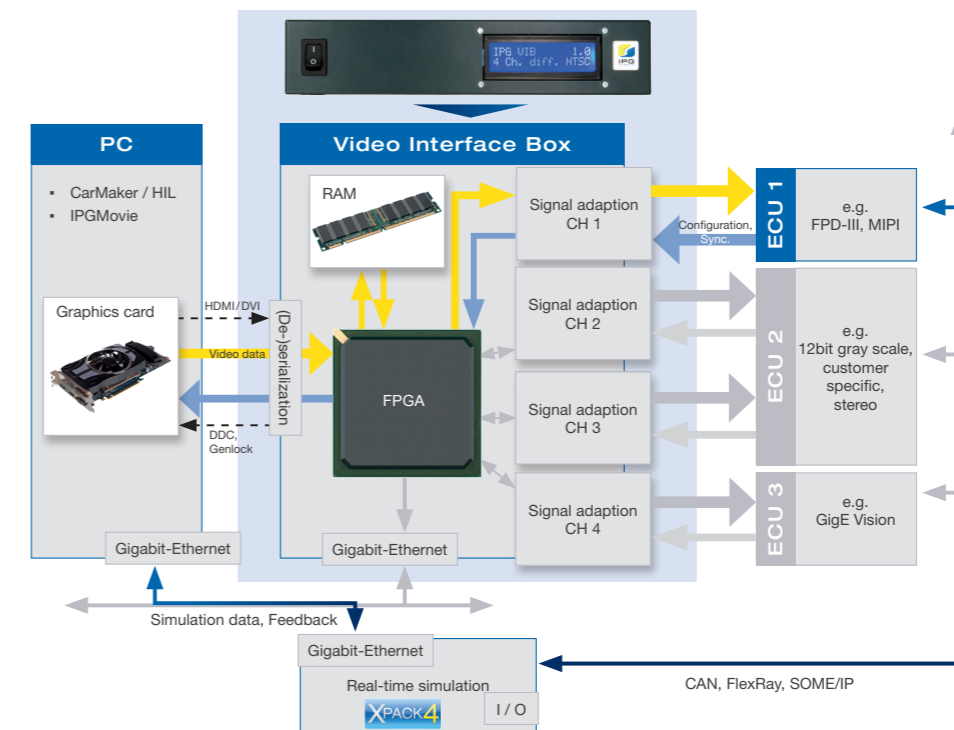 IPG VIB 1.0
4 Ch. diff. NTSC
IPG
PC
▪ CarMaker / HIL
▪ IPGMovie
Graphics card
HDMI/DVI
Video data
DDC,
Genlock
(De-)serialization
Gigabit-Ethernet
Video Interface Box
RAM
FPGA
Gigabit-Ethernet
Signal adaption
CH 1
Signal adaption
CH 2
Signal adaption
CH 3
Signal adaption
CH 4
Configuration,
Sync.
ECU 1
e.g.
FPD-III, MIPI
ECU 2
e.g.
12bit gray scale,
customer
specific,
stereo
ECU 3
e.g.
GigE Vision
Simulation data, Feedback
Gigabit-Ethernet
Real-time simulation
XPACK4
I / O
CAN, FlexRay, SOME/IP